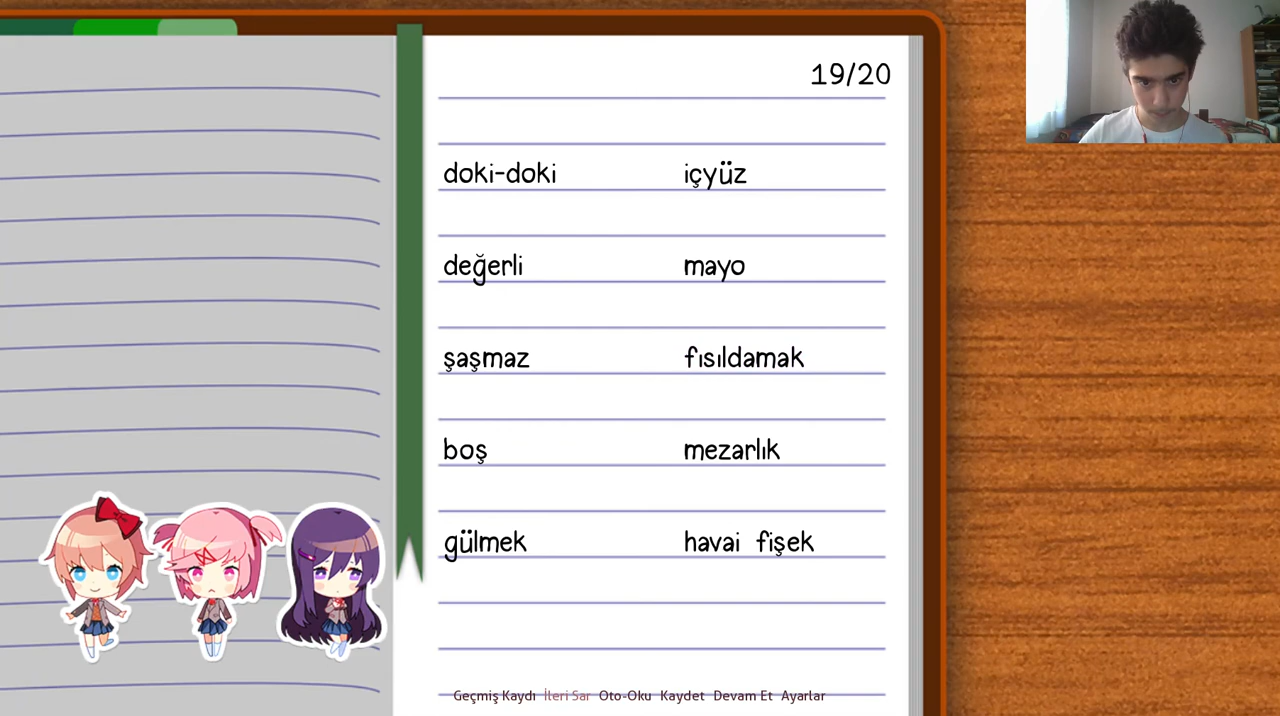 19/20
doki-doki içyüz
değerli mayo
şaşmaz fısıldamak
boş mezarlık
gülmek havai fişek
Geçmiş Kaydı İleri Sar Oto-Oku Kaydet Devam Et Ayarlar